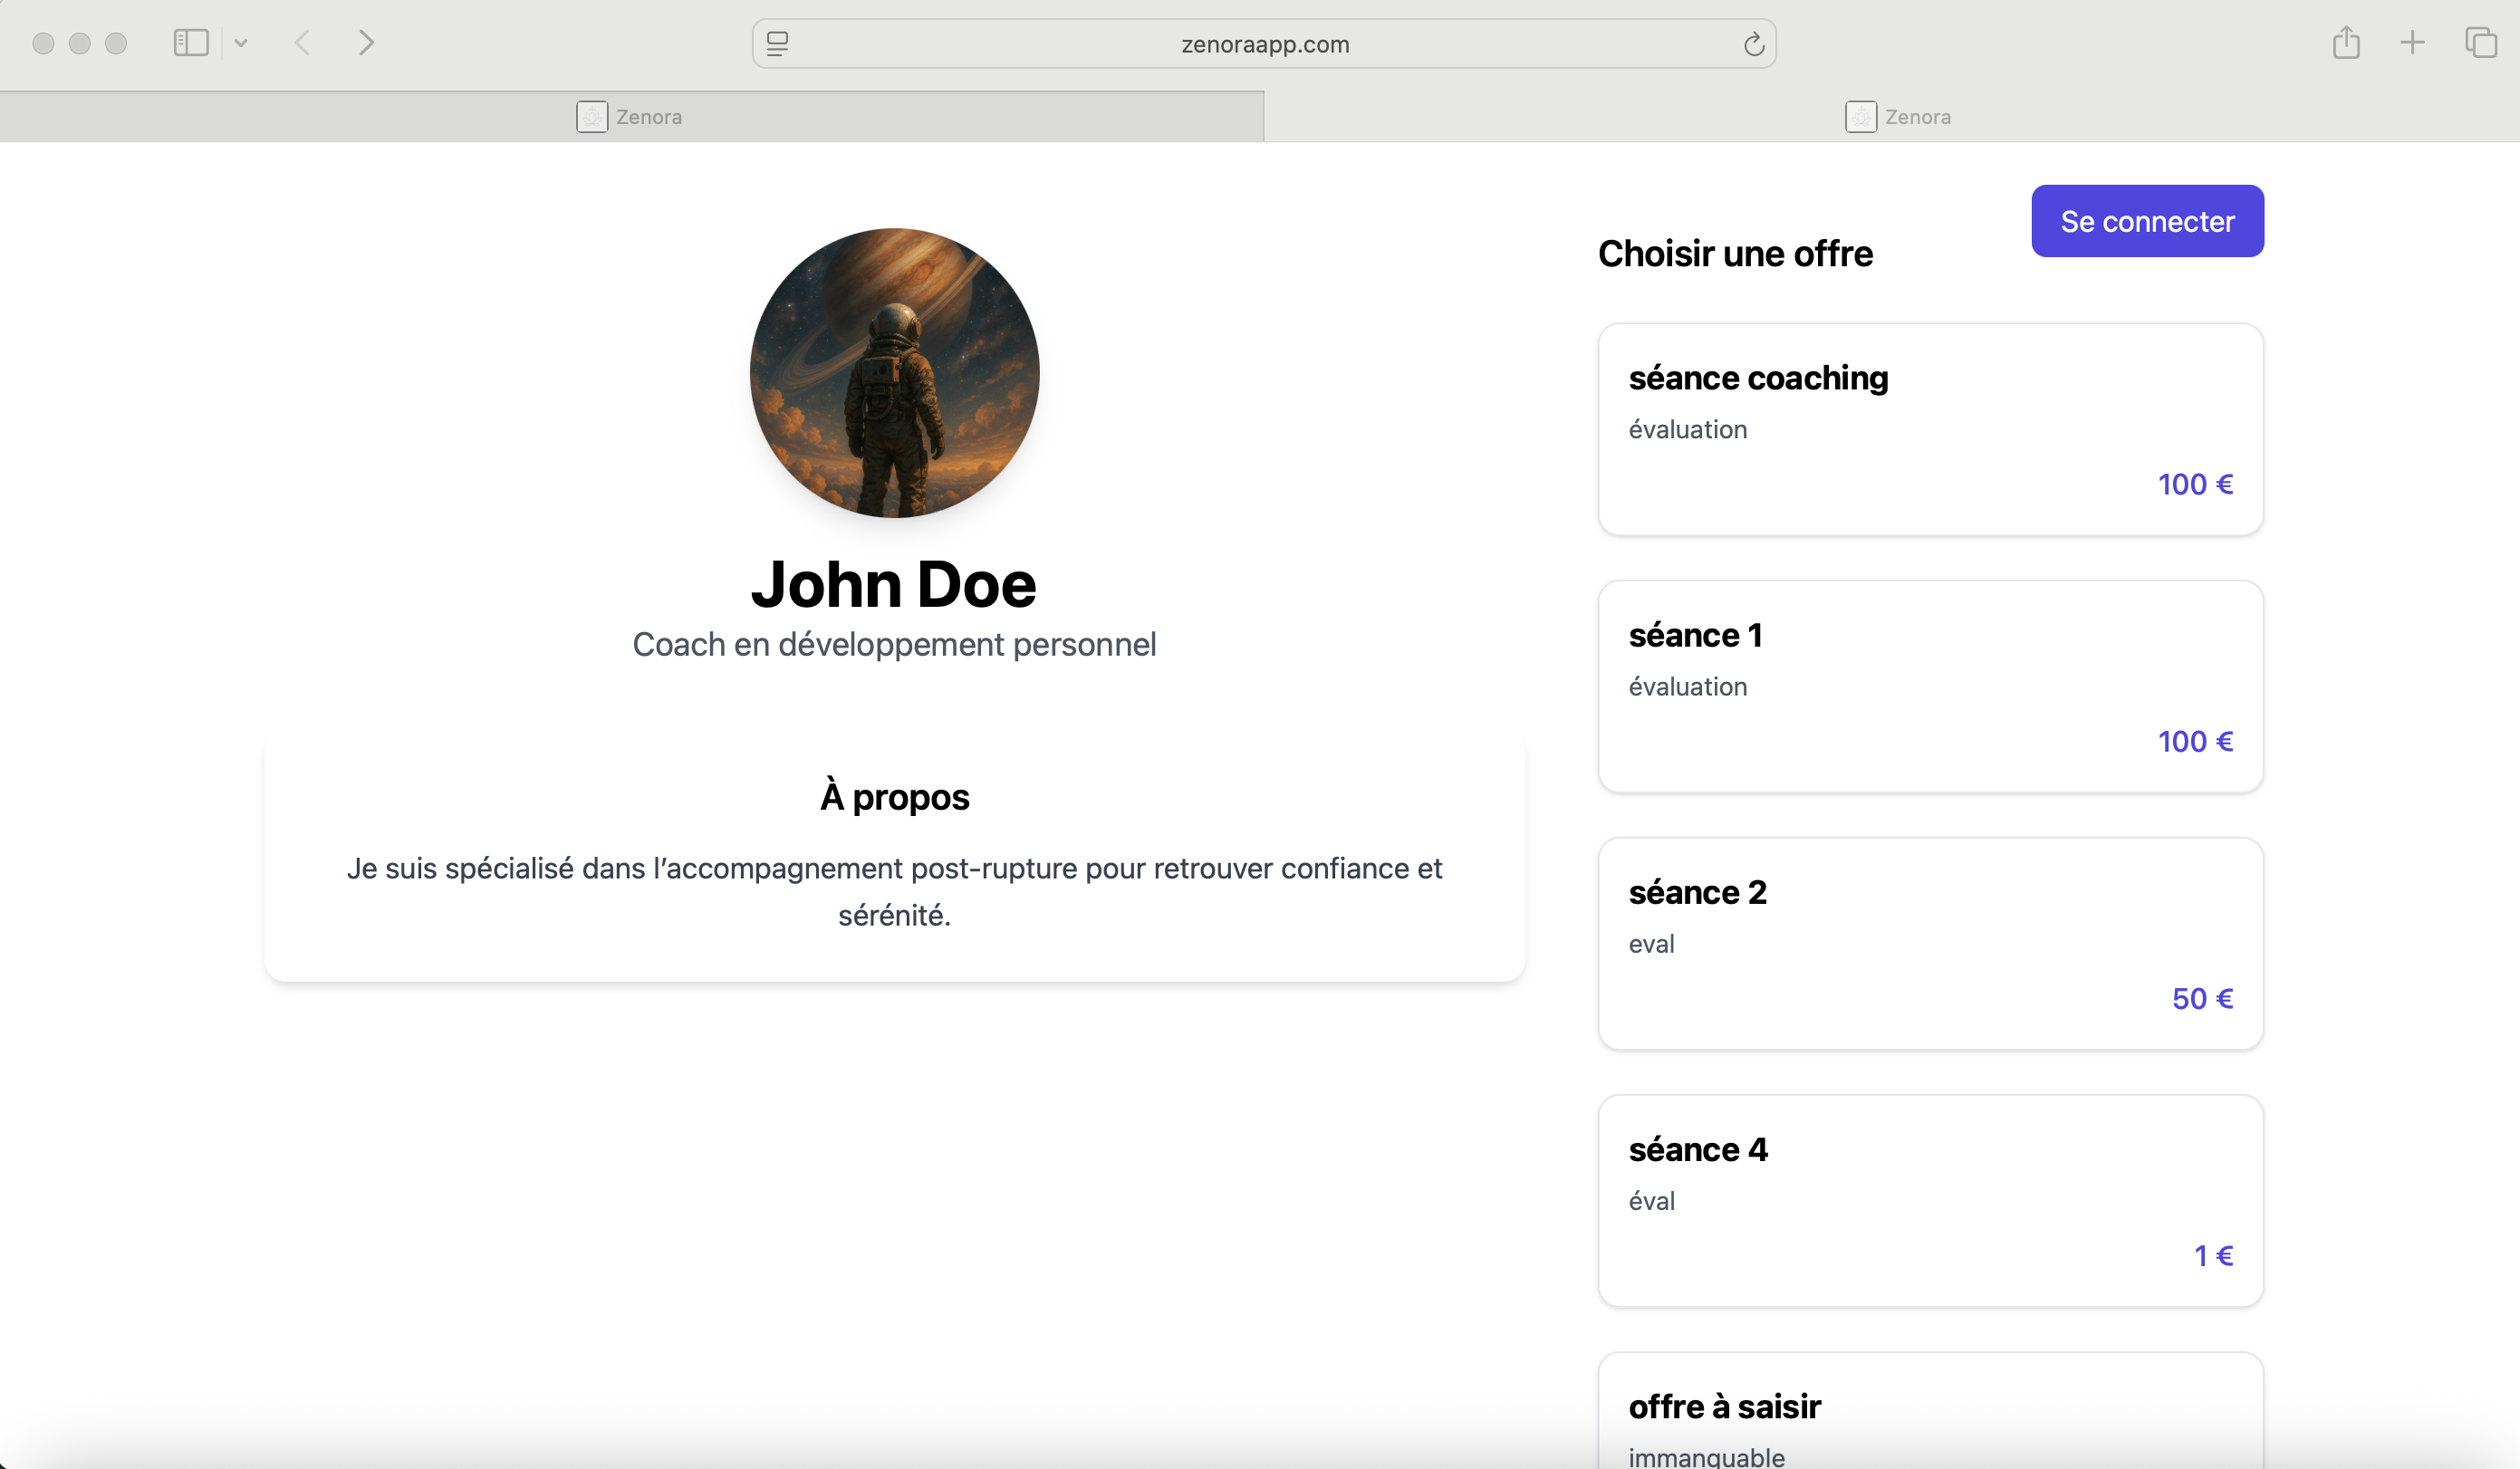 zenoraapp.com
Zenora
Zenora
Se connecter
John Doe
Coach en développement personnel
À propos
Je suis spécialisé dans l’accompagnement post-rupture pour retrouver confiance et
sérénité.
Choisir une offre
séance coaching
évaluation
100 €
séance 1
évaluation
100 €
séance 2
eval
50 €
séance 4
éval
1 €
offre à saisir
immanquable